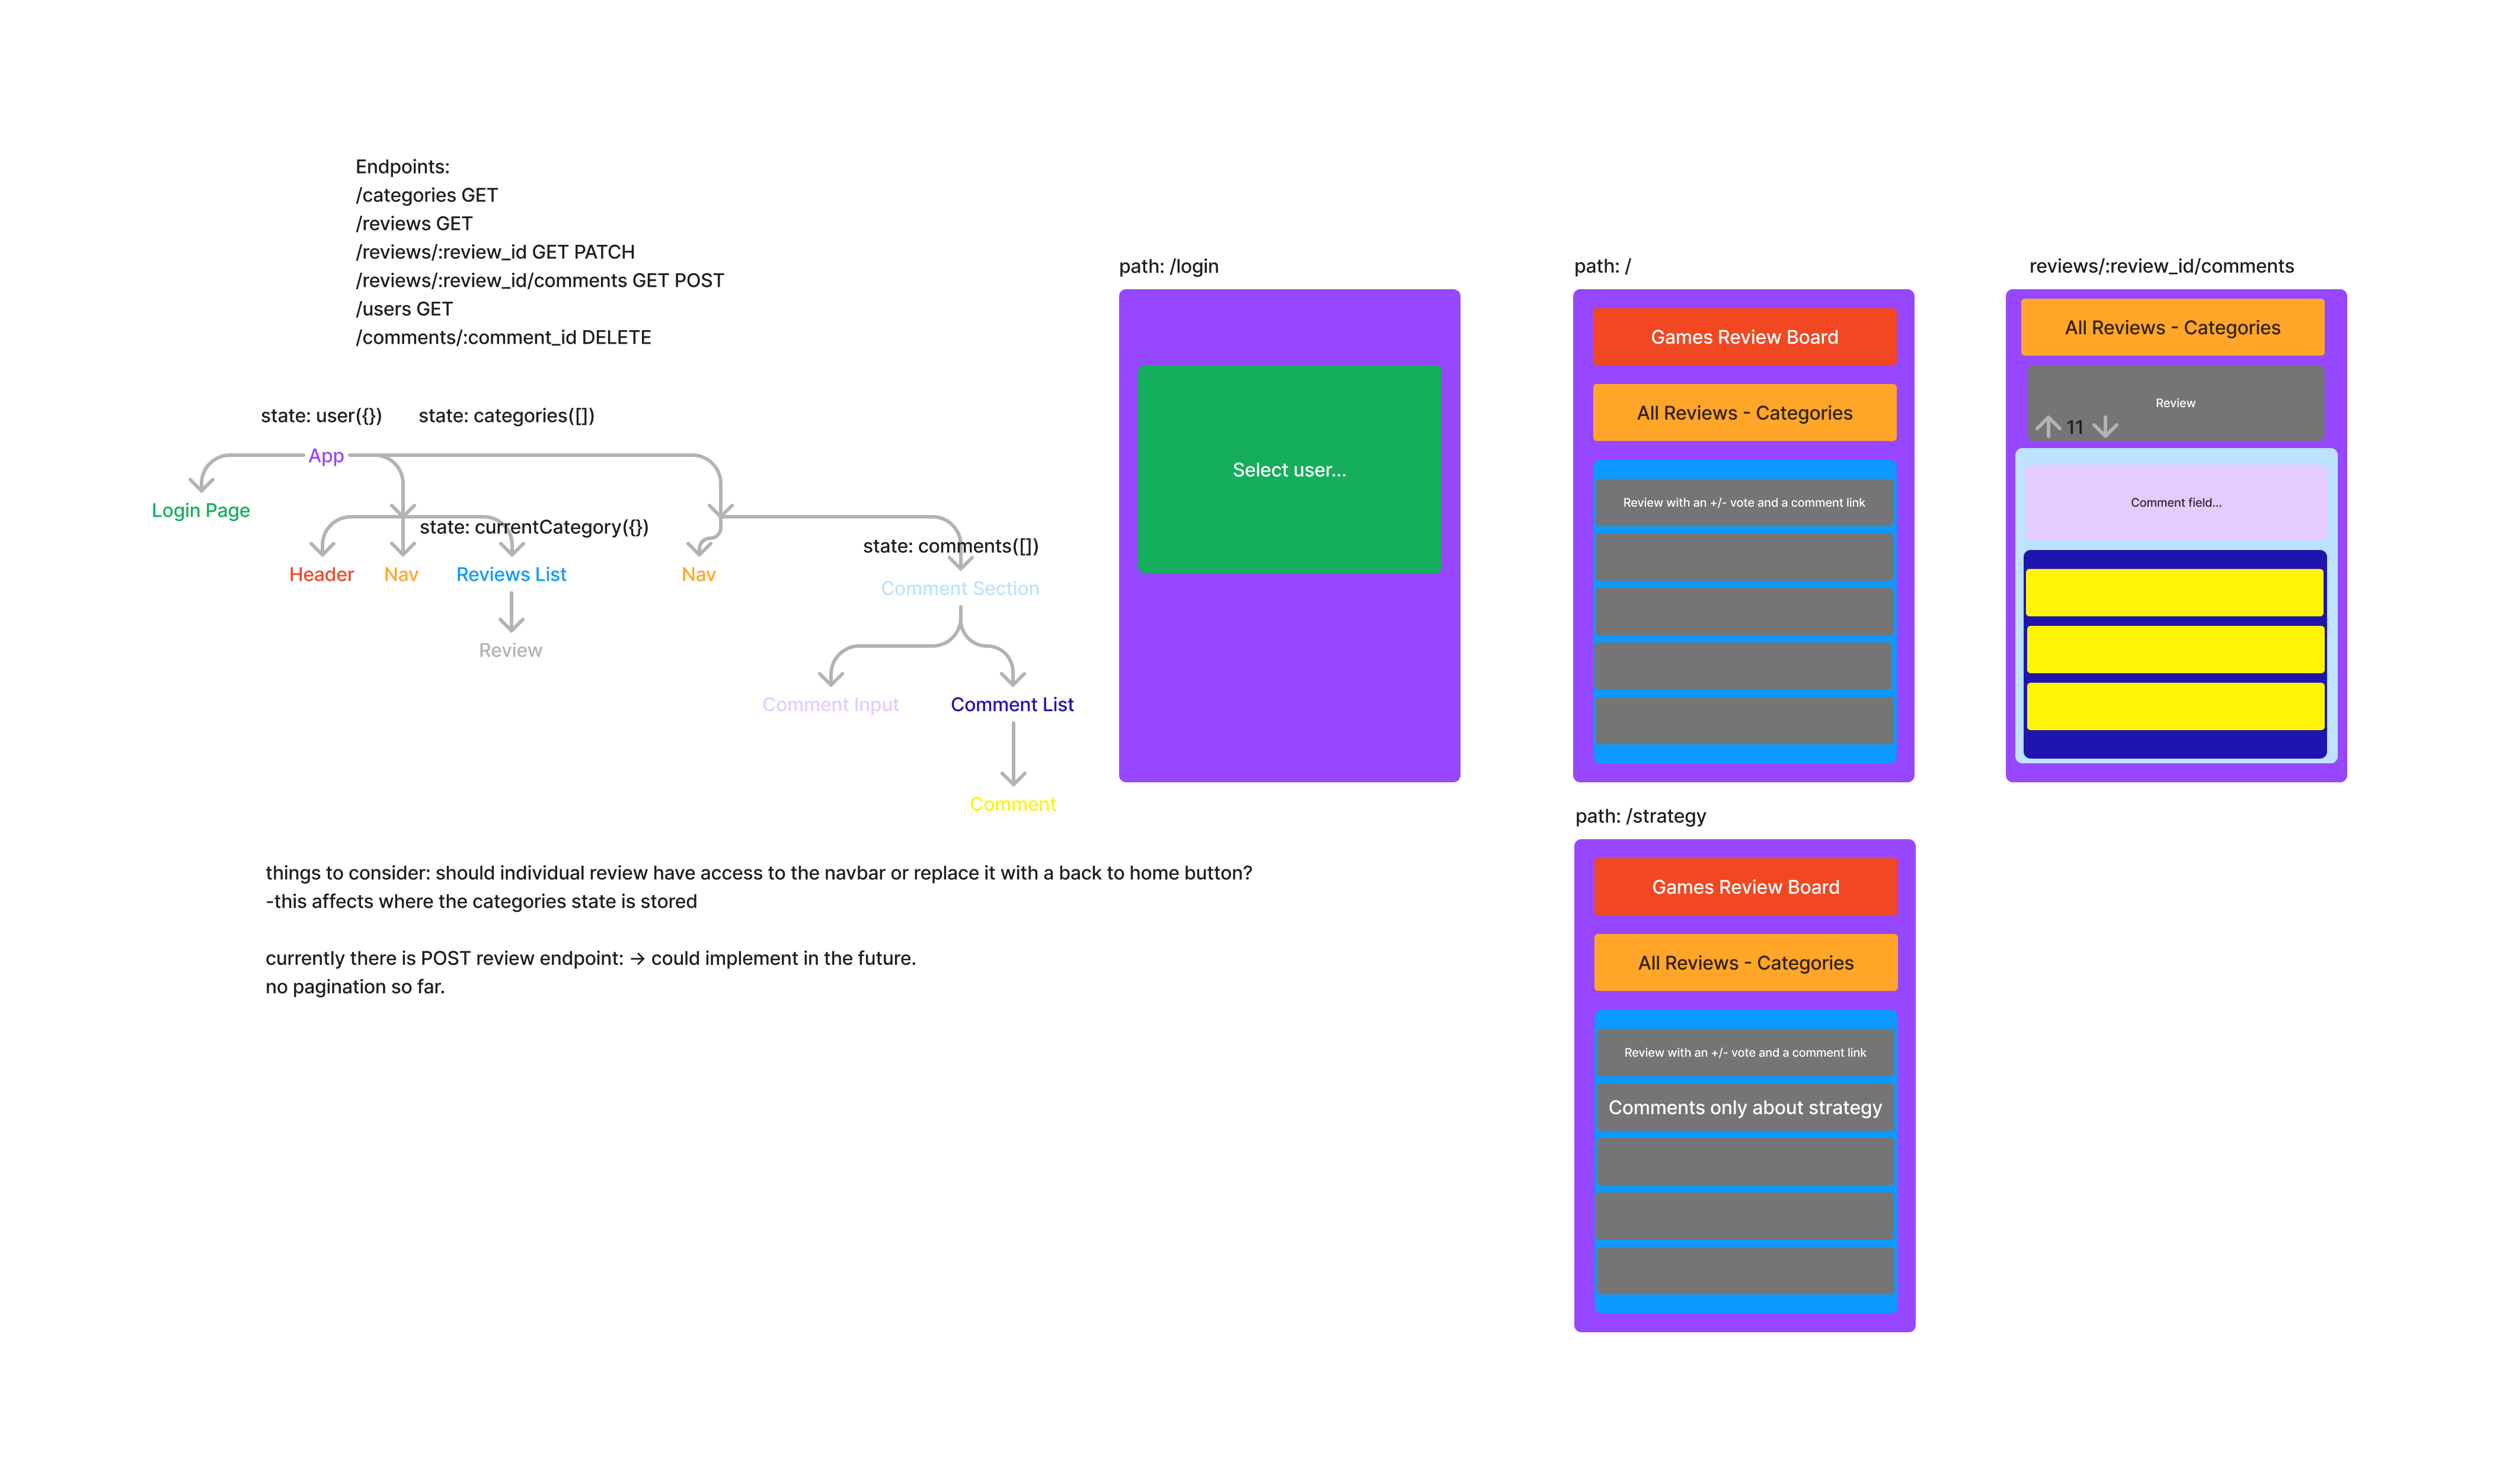 Endpoints:
/categories GET
/reviews GET
/reviews/:review_id GET PATCH
/reviews/:review_id/comments GET POST
/users GET
/comments/:comment_id DELETE
state: user({})
state: categories([])
App
Login Page
state: currentCategory({})
Header
Nav
Reviews List
Review
Nav
state: comments([])
Comment Section
Comment Input
Comment List
Comment
things to consider: should individual review have access to the navbar or replace it with a back to home button?
-this affects where the categories state is stored
currently there is POST review endpoint: → could implement in the future.
no pagination so far.
path: /login
Select user...
path: /
Games Review Board
All Reviews - Categories
Review with an +/- vote and a comment link
reviews/:review_id/comments
All Reviews - Categories
Review
11
Comment field...
path: /strategy
Games Review Board
All Reviews - Categories
Review with an +/- vote and a comment link
Comments only about strategy